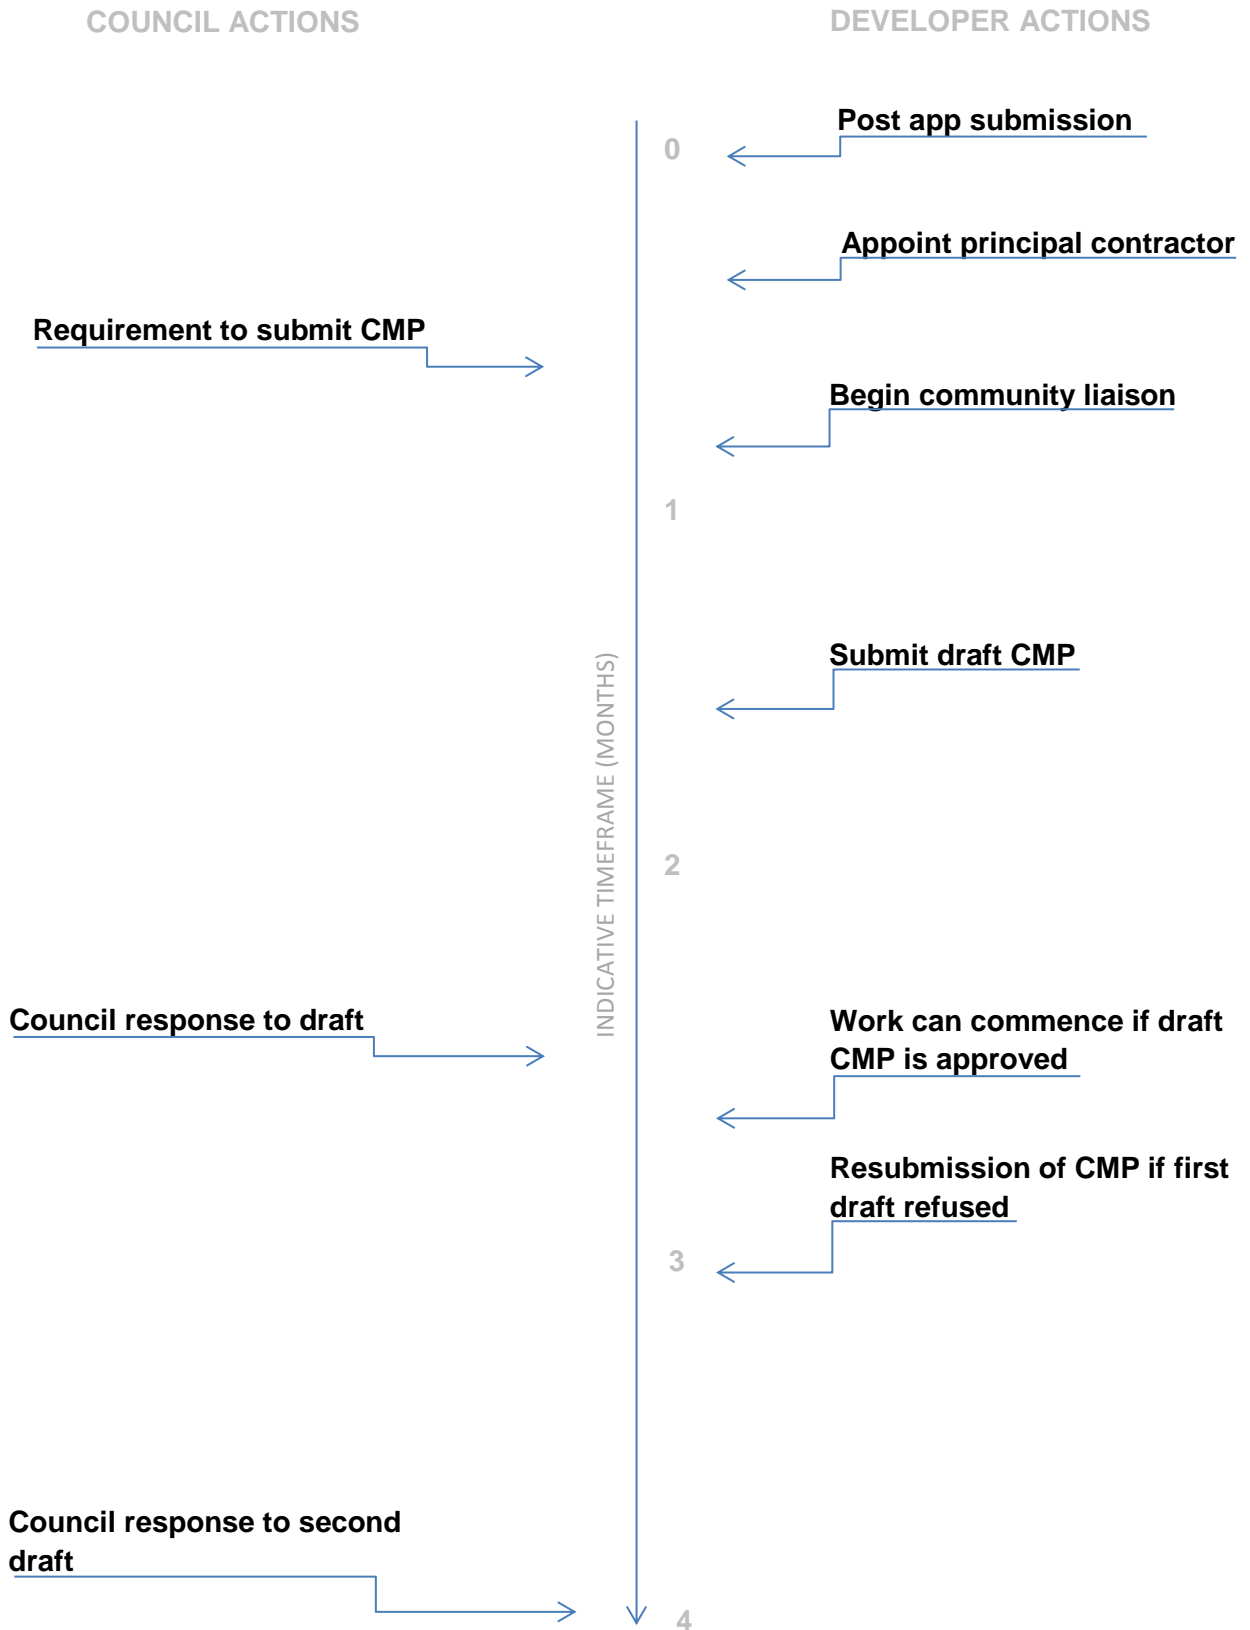 COUNCIL ACTIONS
DEVELOPER ACTIONS
Post app submission
0
Appoint principal contractor
Requirement to submit CMP
Begin community liaison
1
Submit draft CMP
INDICATIVE TIMEFRAME (MONTHS)
2
Council response to draft
Work can commence if draft
CMP is approved
Resubmission of CMP if first
draft refused
3
Council response to second
draft
4